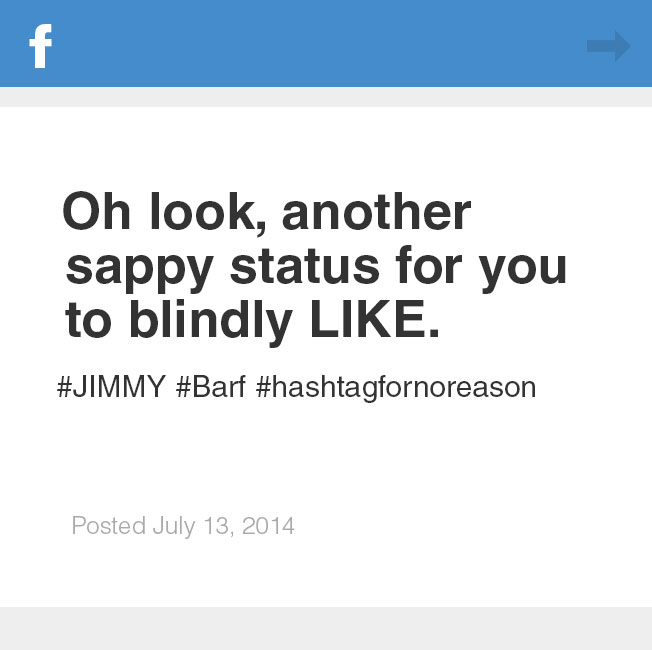 f
Oh look, another
sappy status for you
to blindly LIKE.
#JIMMY #Barf #hashtagfornoreason
Posted July 13, 2014